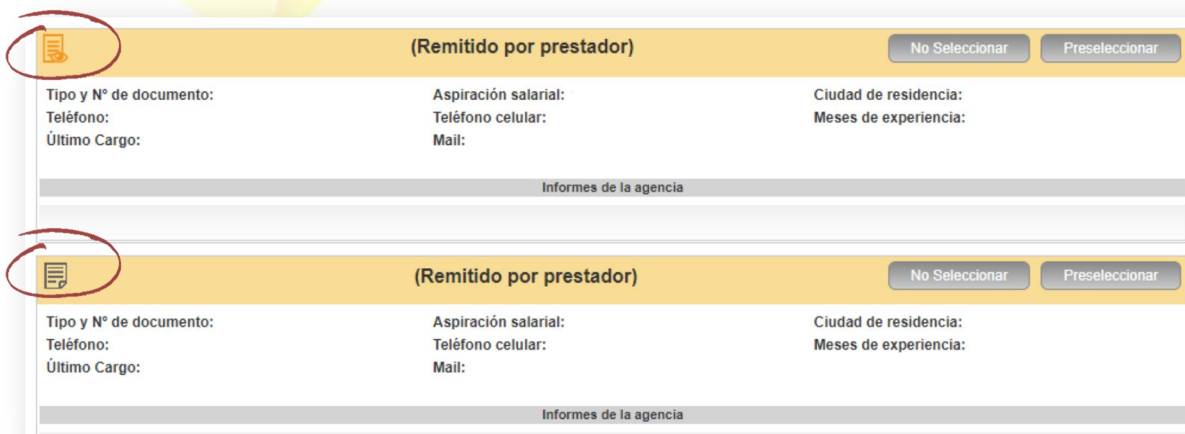 (Remitido por prestador) No Seleccionar Preseleccionar
Tipo y Nº de documento: Aspiración salarial: Ciudad de residencia:
Teléfono: Teléfono celular: Meses de experiencia:
Último Cargo: Mail:
Informes de la agencia
(Remitido por prestador) No Seleccionar Preseleccionar
Tipo y Nº de documento: Aspiración salarial: Ciudad de residencia:
Teléfono: Teléfono celular: Meses de experiencia:
Último Cargo: Mail:
Informes de la agencia